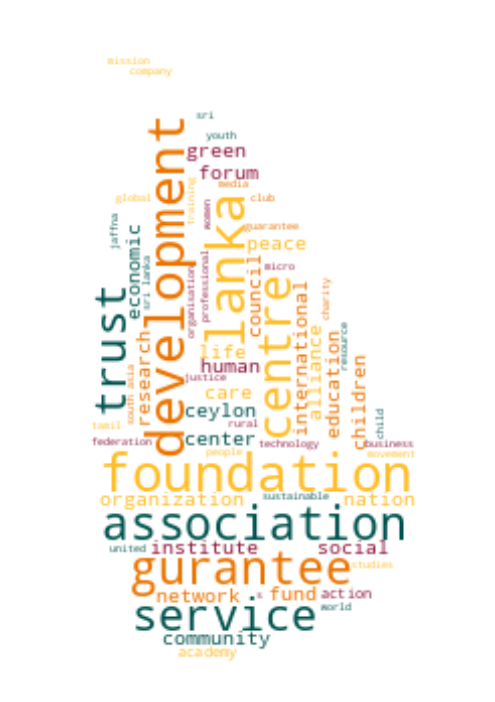 mission
company
sri
youth
green
forum
media
global
training
club
development
lanka
women
guarantee
jaffna
economic
peace
sri lanka
organisation
professional
council
micro
trust
centre
international
charity
research
life
alliance
resource
human
education
children
south asia
justice
care
ceylon
child
tamil
rural
federation
center
technology
business
people
movement
foundation
organization
sustainable
nation
association
united
institute
social
gurantee
studies
network
s
fund
action
service
world
community
academy